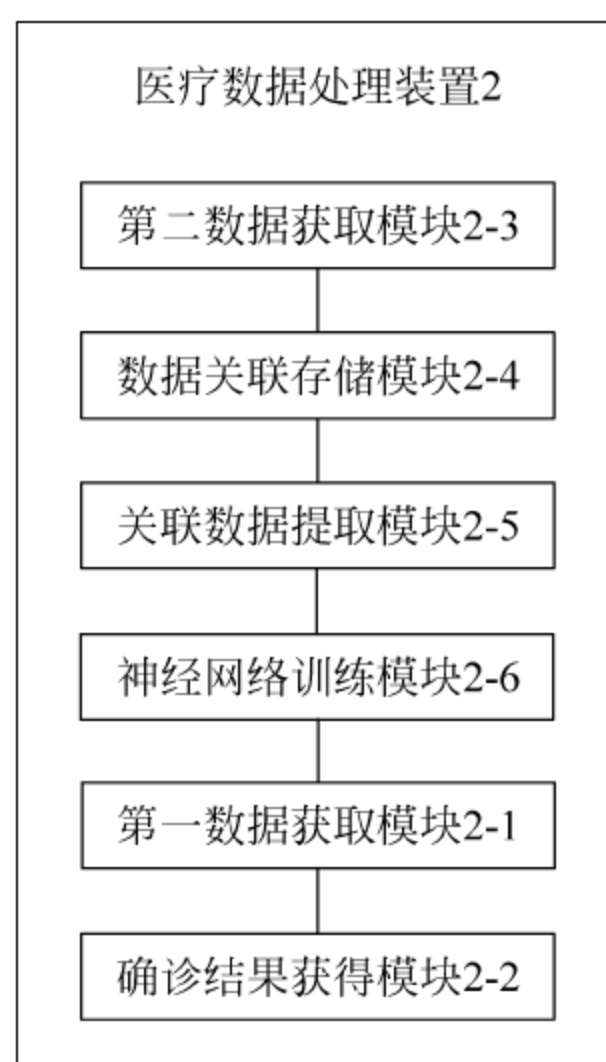 医疗数据处理装置2
第二数据获取模块2-3
数据关联存储模块2-4
关联数据提取模块2-5
神经网络训练模块2-6
第一数据获取模块2-1
确诊结果获得模块2-2